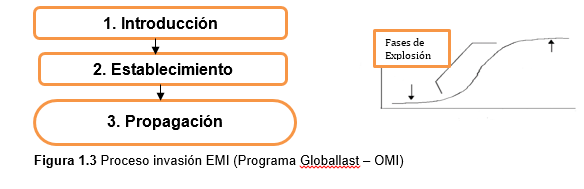 1. Introducción
2. Establecimiento
3. Propagación
Fases de
Explosión
Figura 1.3 Proceso invasión EMI (Programa Globallast – OMI)